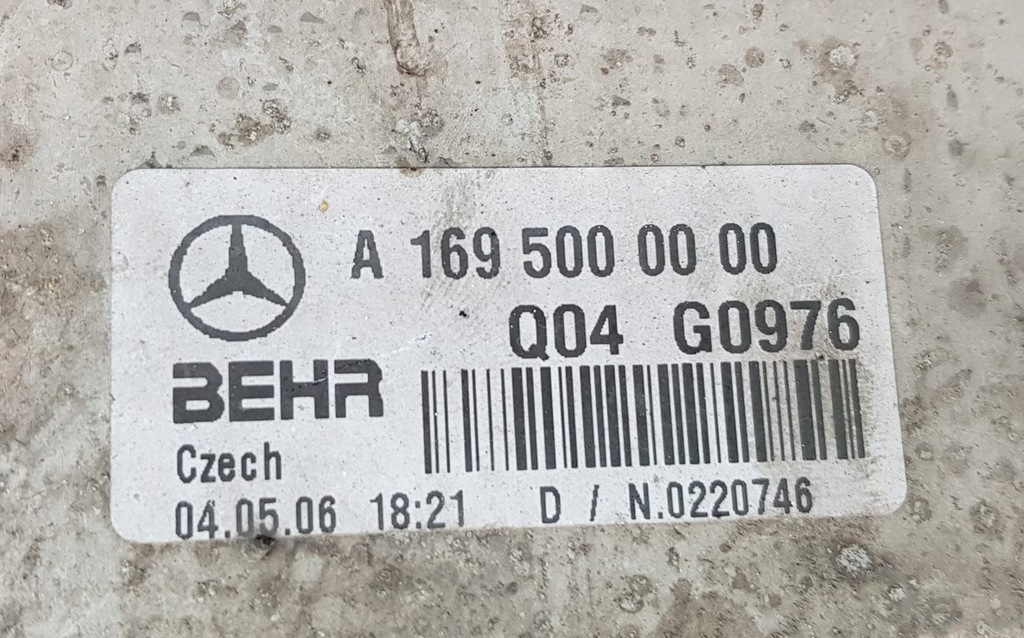 A 169 500 00 00
Q04 G0976
BEHR
Czech
04.05.06 18:21 D / N.0220746